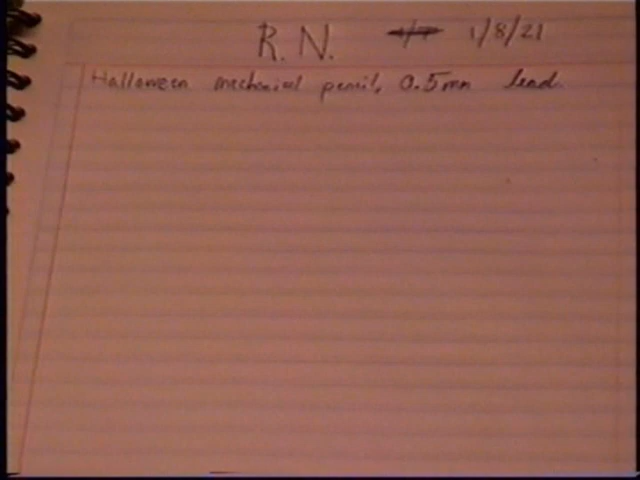 R. N. 1/8/21
Halloween mechanical pencil, 0.5mm lead.